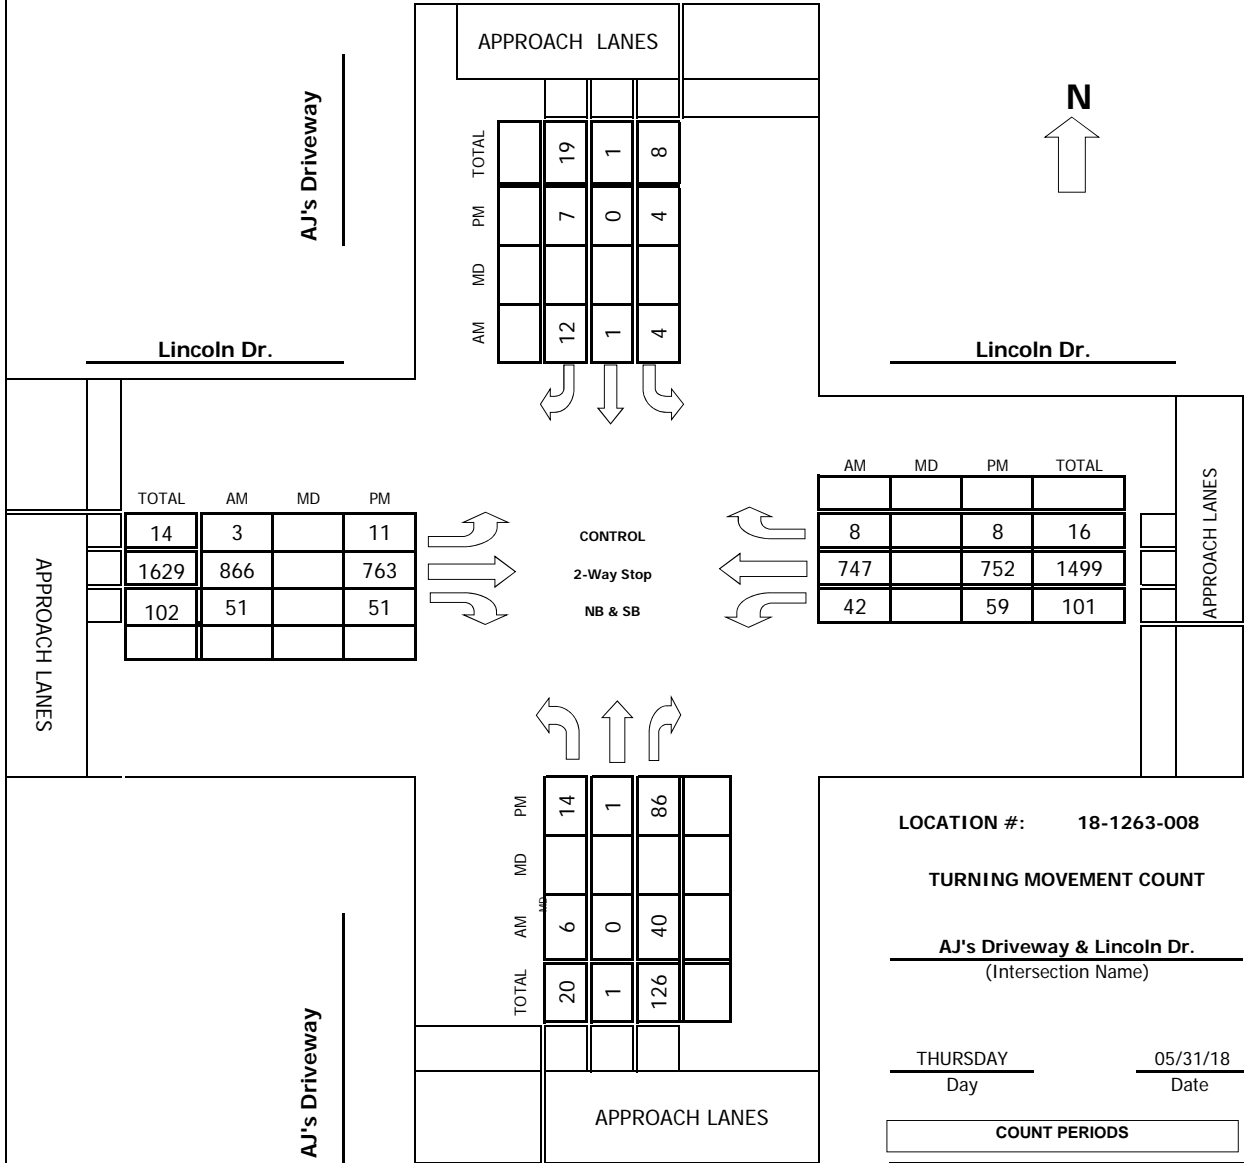 APPROACH LANES
N
AJ's Driveway
TOTAL 19 1 8
PM 7 0 4
MD
AM 12 1 4
Lincoln Dr.
Lincoln Dr.
AM MD PM TOTAL
8 8 16
747 752 1499
42 59 101
APPROACH LANES
TOTAL AM MD PM
14 3 11
1629 866 763
102 51 51
APPROACH LANES
CONTROL
2-Way Stop
NB & SB
PM 14 1 86
MD
AM 6 0 40
MD
TOTAL 20 1 126
AJ's Driveway
APPROACH LANES
LOCATION #: 18-1263-008
TURNING MOVEMENT COUNT
AJ's Driveway & Lincoln Dr.
(Intersection Name)
THURSDAY 05/31/18
Day Date
COUNT PERIODS